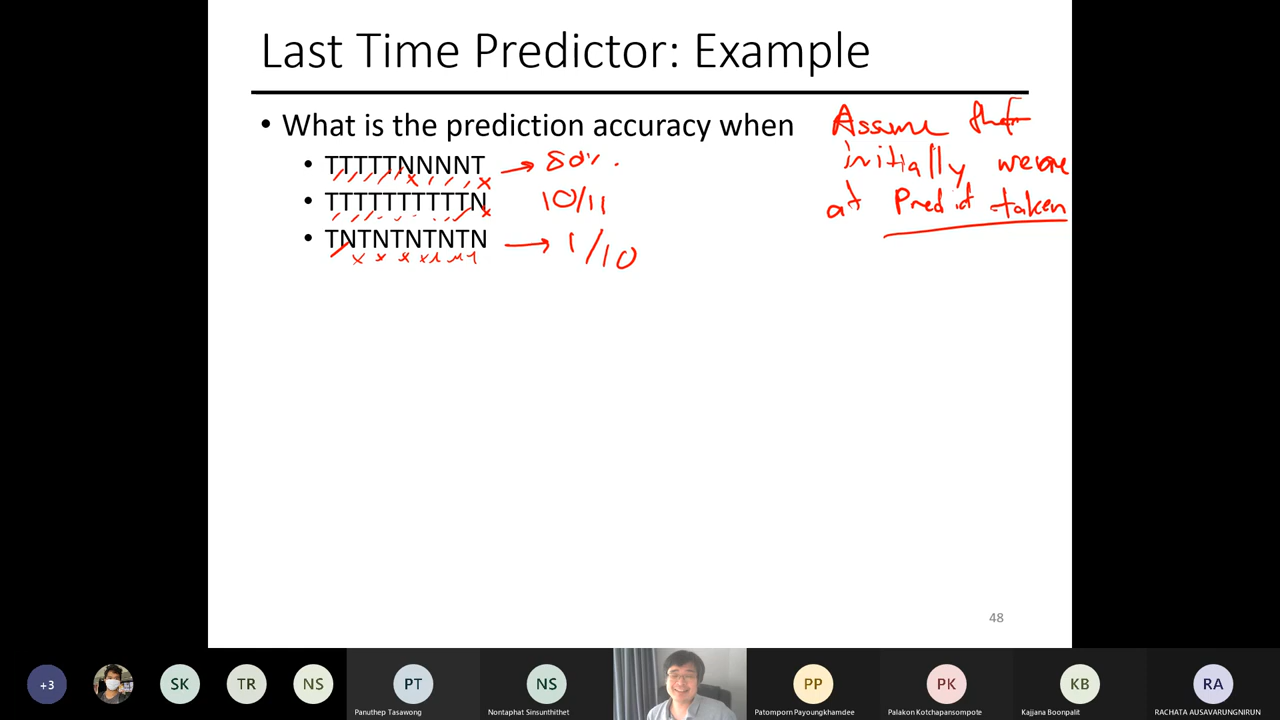 Last Time Predictor: Example
• What is the prediction accuracy when
Assume that
initially we are
at Predict taken
• TTTTTNNNNT → 80%.
• TTTTTTTTTTN 10/11
• TNTNTNTNTN → 1/10
48
+3
SK
TR
NS
PT
Panuthep Tasawong
NS
Nontaphat Sinsunthithet
PP
Patomporn Payoungkhamdee
PK
Palakon Kotchapansompote
KB
Kajjana Boonpalit
RA
RACHATA AUSAVARUNGNIRUN